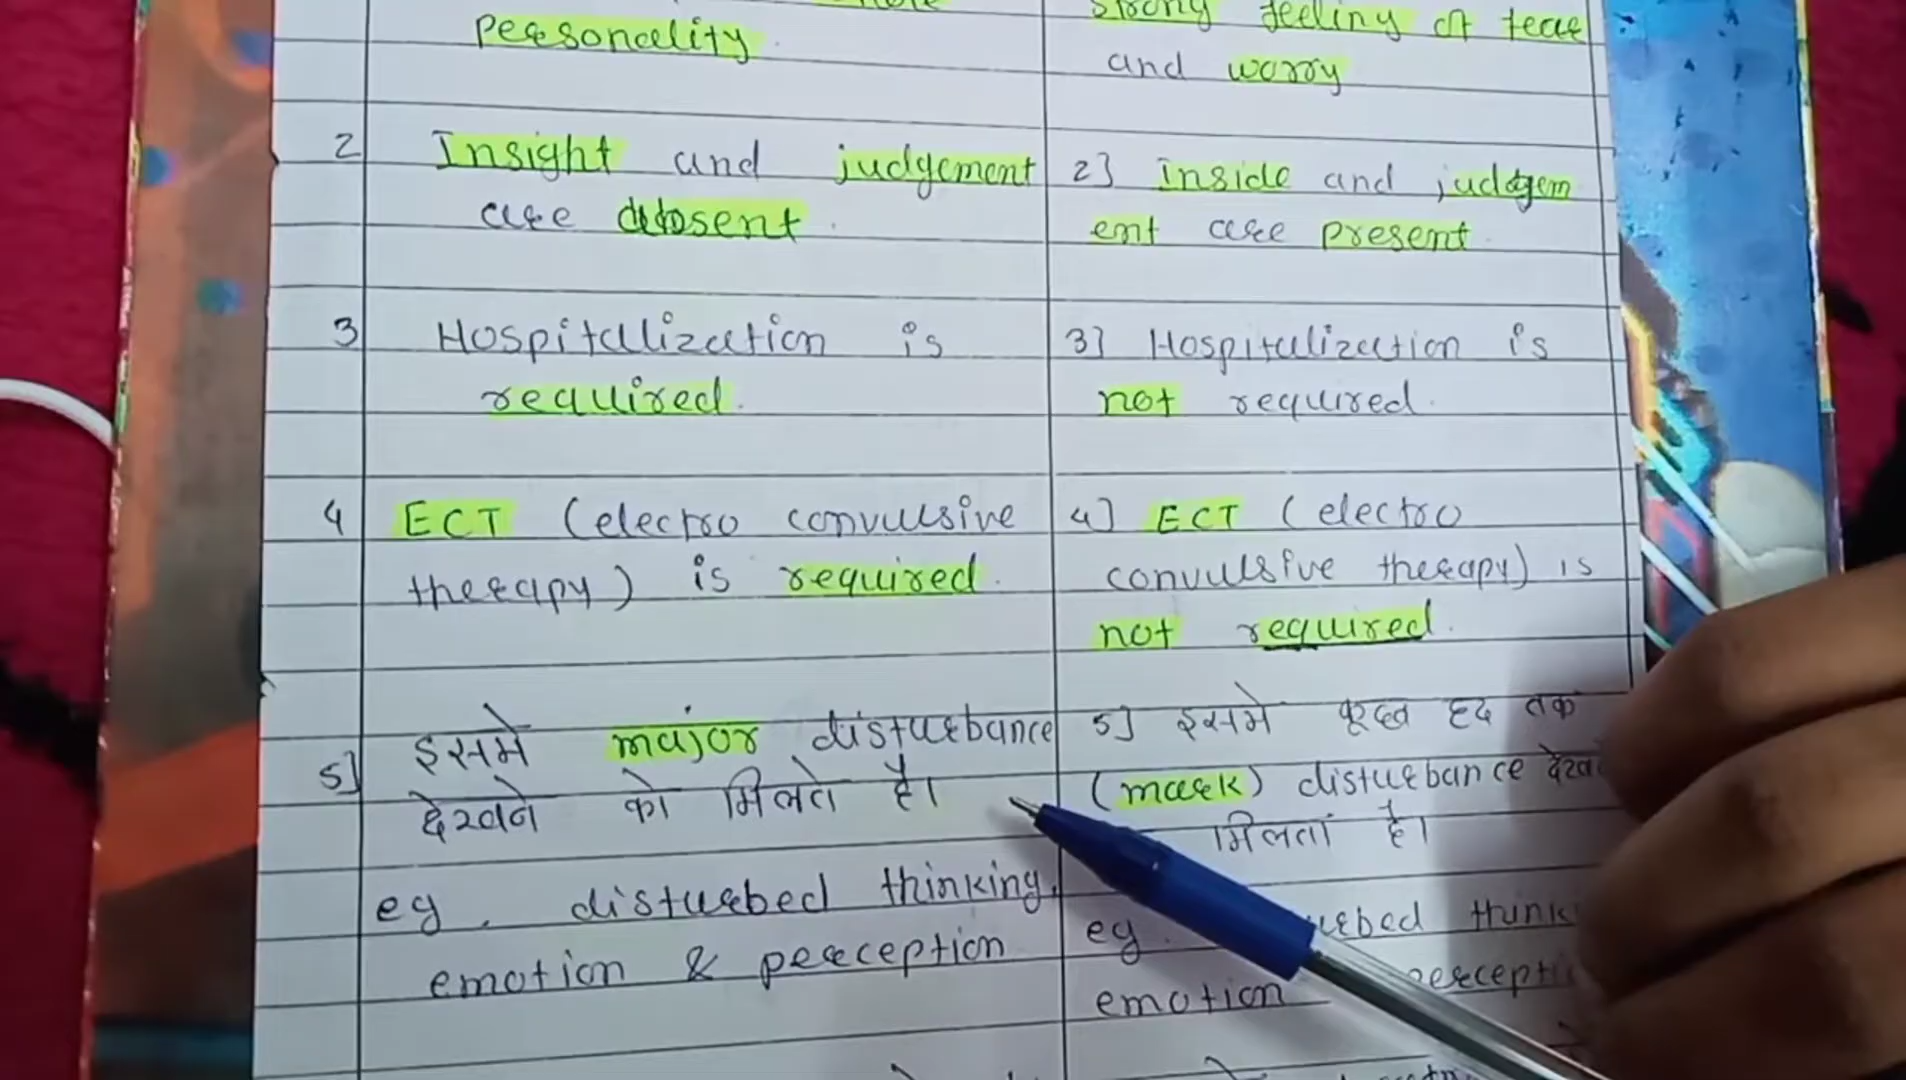 personality.
strong feeling of fear
and worry
2 Insight and judgement
are absent.
2] inside and judgem
ent are present.
3 Hospitalization is
required.
3] Hospitalization is
not required.
4 ECT (electro convulsive
therapy) is required.
4] ECT (electro
convulsive therapy) is
not required.
5] इसमे major disturbance
देखने को मिलते है।
eg. disturbed thinking,
emotion & perception
5] इसमे हद तक
disturbance
मिलता है।
eg.
emotion